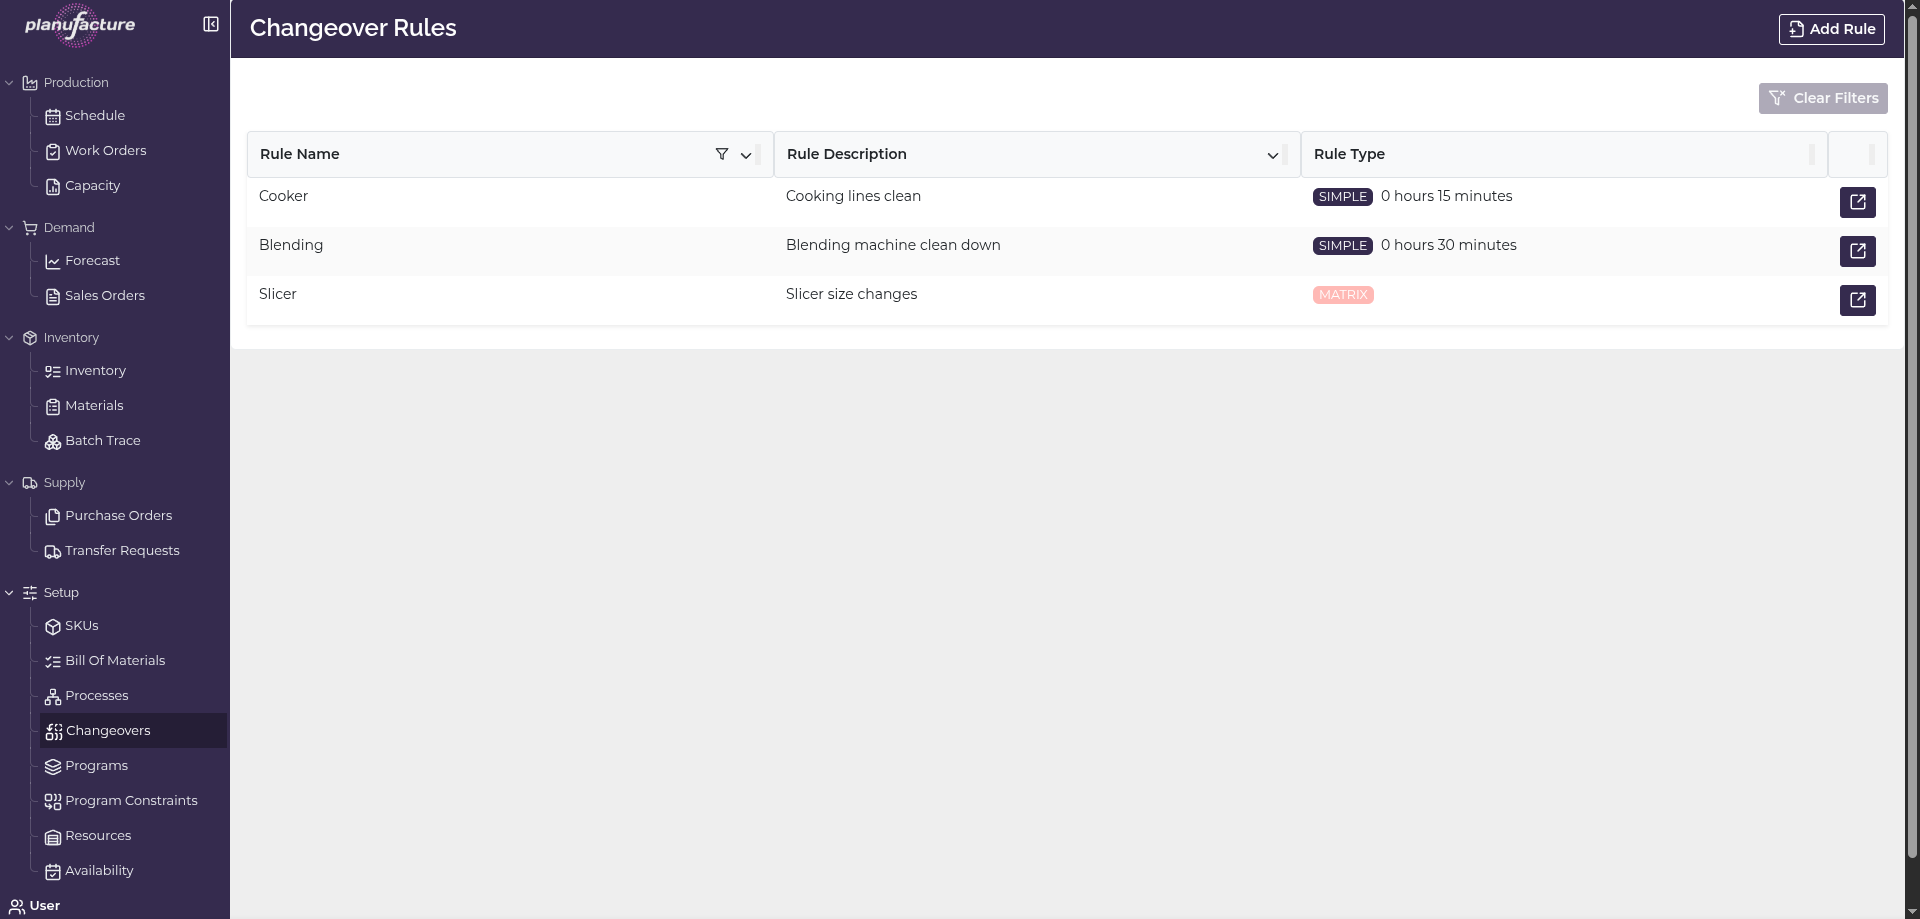 planufacture
Production
Schedule
Work Orders
Capacity
Demand
Forecast
Sales Orders
Inventory
Inventory
Materials
Batch Trace
Supply
Purchase Orders
Transfer Requests
Setup
SKUs
Bill Of Materials
Processes
Changeovers
Programs
Program Constraints
Resources
Availability
User
Changeover Rules
Add Rule
Clear Filters
Rule Name Rule Description Rule Type
Cooker Cooking lines clean SIMPLE 0 hours 15 minutes
Blending Blending machine clean down SIMPLE 0 hours 30 minutes
Slicer Slicer size changes MATRIX